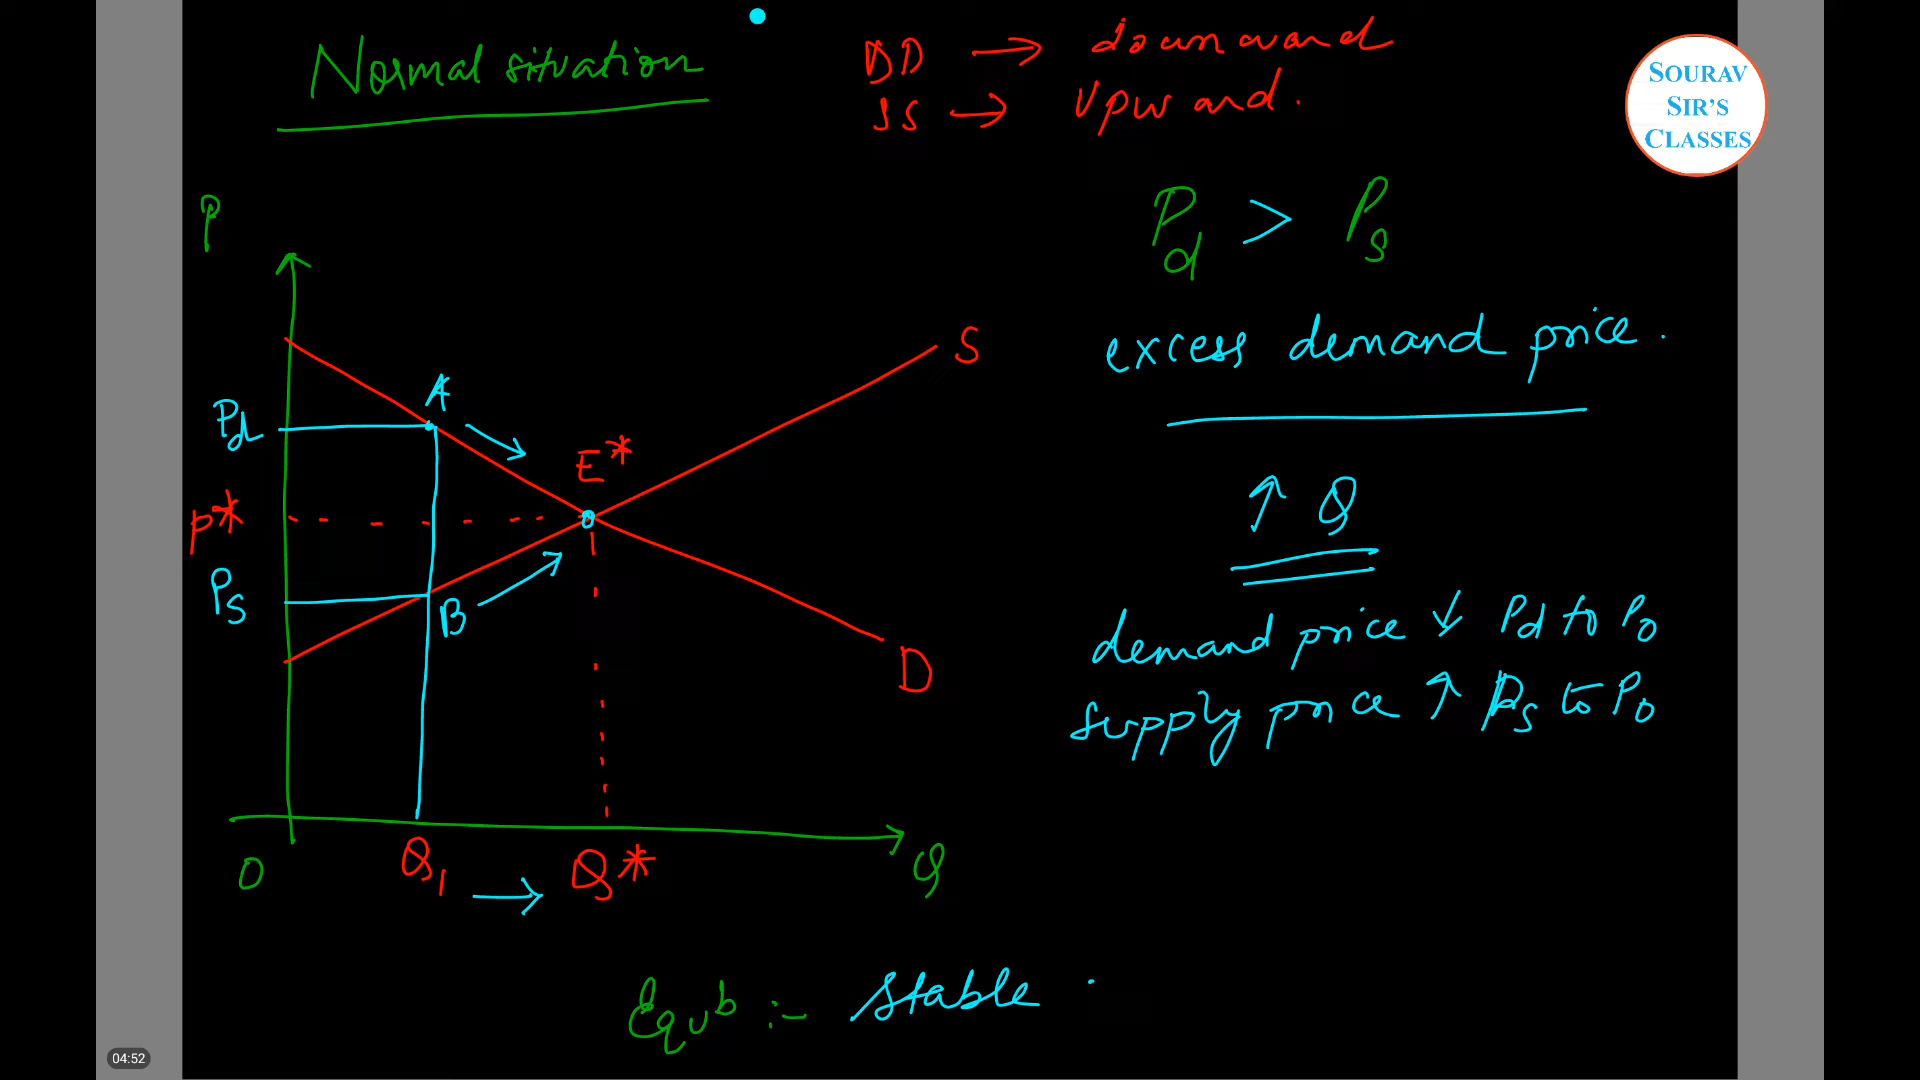 Normal situation
DD → downward
SS → Upward.
SOURAV
SIR'S
CLASSES
Pd > Ps
excess demand price.
↑ Q
demand price ↓ Pd to P0
supply price ↑ Ps to P0
P
S
A
Pd
E*
P*
Ps
B
D
O
Q1 → Q*
Q
Equb :- Stable.
04:52